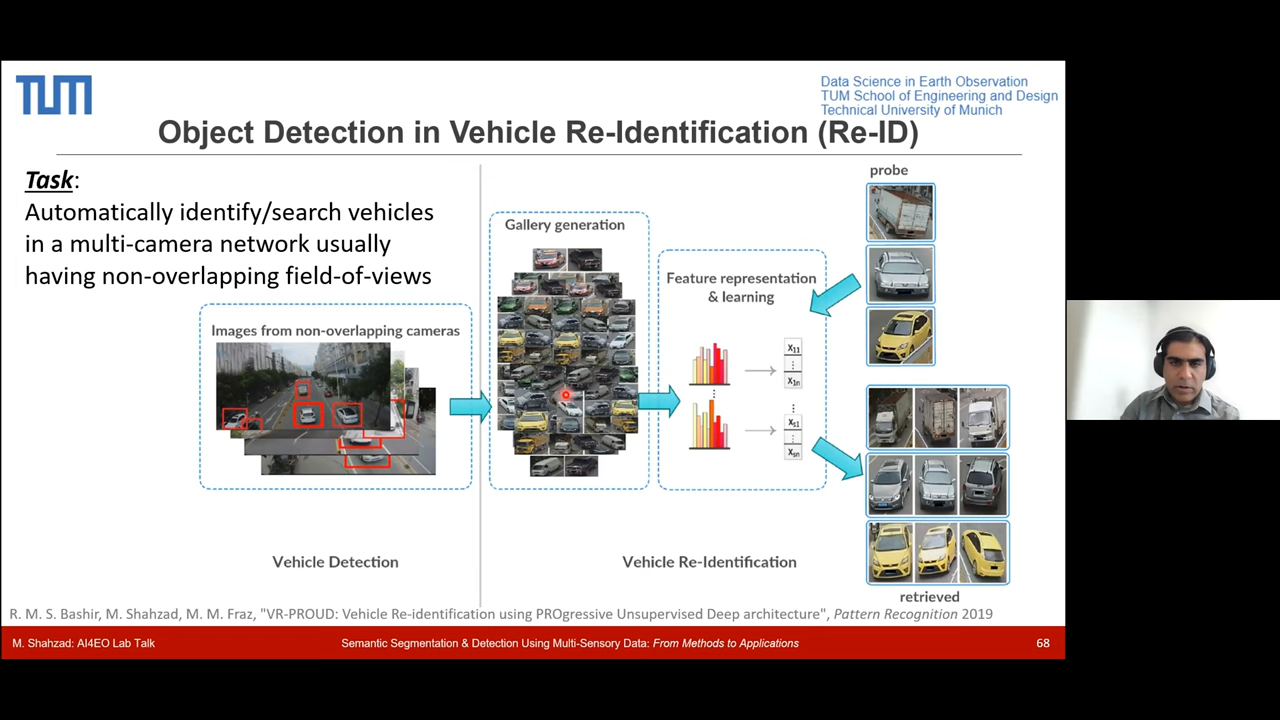 TUM
Data Science in Earth Observation
TUM School of Engineering and Design
Technical University of Munich
Object Detection in Vehicle Re-Identification (Re-ID)
Task:
Automatically identify/search vehicles
in a multi-camera network usually
having non-overlapping field-of-views
Images from non-overlapping cameras
Vehicle Detection
Gallery generation
Feature representation
& learning
X11
⋮
X1n
⋮
Xs1
⋮
Xsn
probe
retrieved
Vehicle Re-Identification
R. M. S. Bashir, M. Shahzad, M. M. Fraz, "VR-PROUD: Vehicle Re-identification using PROgressive Unsupervised Deep architecture", Pattern Recognition 2019
M. Shahzad: AI4EO Lab Talk
Semantic Segmentation & Detection Using Multi-Sensory Data: From Methods to Applications
68